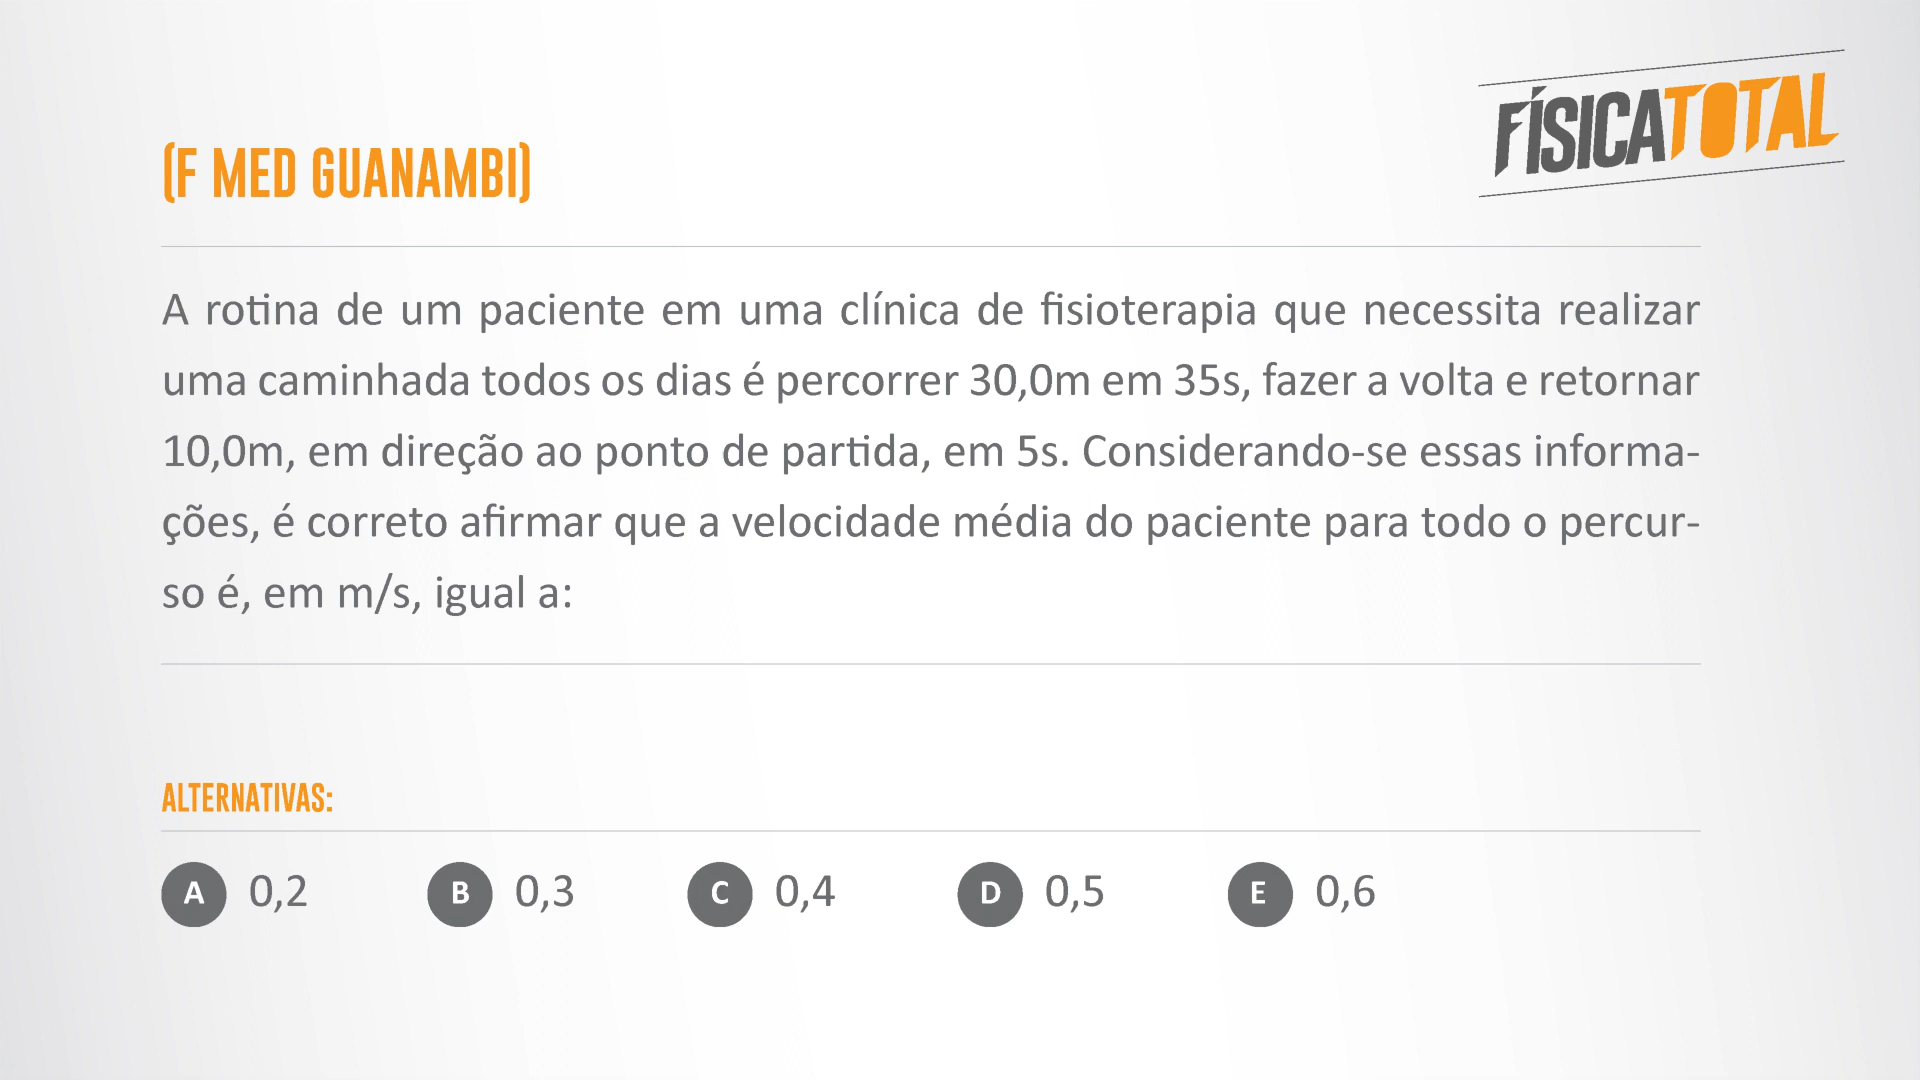 FÍSICATOTAL
(F MED GUANAMBI)
A rotina de um paciente em uma clínica de fisioterapia que necessita realizar
uma caminhada todos os dias é percorrer 30,0m em 35s, fazer a volta e retornar
10,0m, em direção ao ponto de partida, em 5s. Considerando-se essas informa-
ções, é correto afirmar que a velocidade média do paciente para todo o percur-
so é, em m/s, igual a:
ALTERNATIVAS:
A 0,2 B 0,3 C 0,4 D 0,5 E 0,6